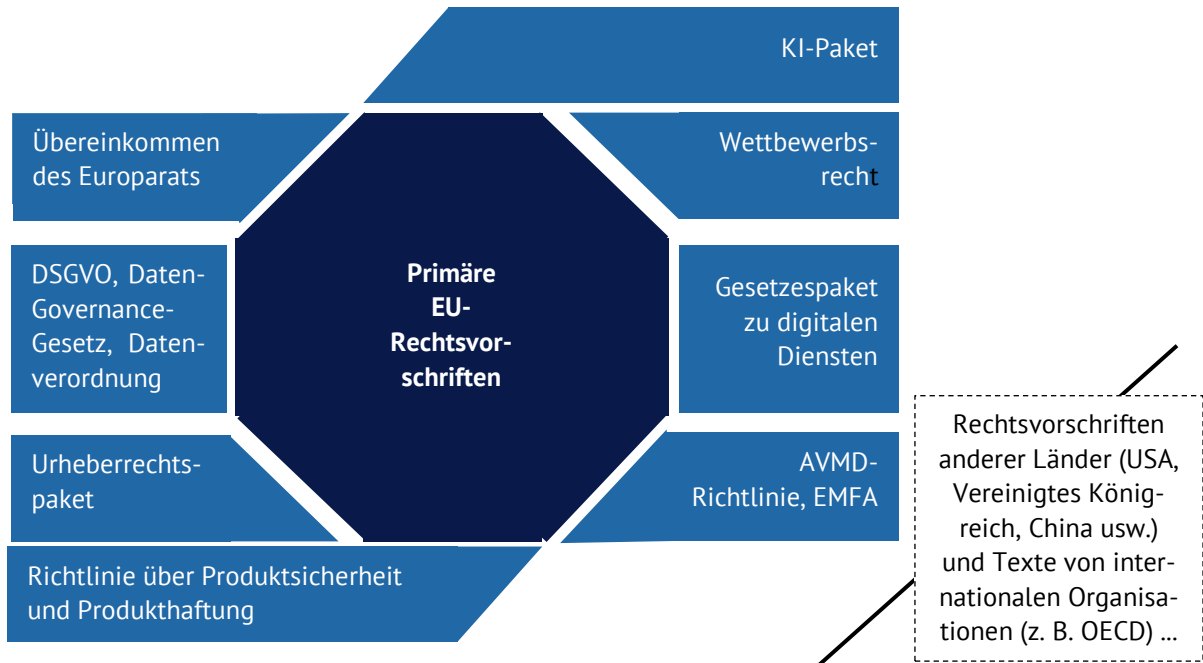 KI-Paket
Übereinkommen
des Europarats
Wettbewerbs-
recht
DSGVO, Daten-
Governance-
Gesetz, Daten-
verordnung
Primäre
EU-
Rechtsvor-
schriften
Gesetzespaket
zu digitalen
Diensten
Urheberrechts-
paket
AVMD-
Richtlinie, EMFA
Richtlinie über Produktsicherheit
und Produkthaftung
Rechtsvorschriften
anderer Länder (USA,
Vereinigtes König-
reich, China usw.)
und Texte von inter-
nationalen Organisa-
tionen (z. B. OECD) ...